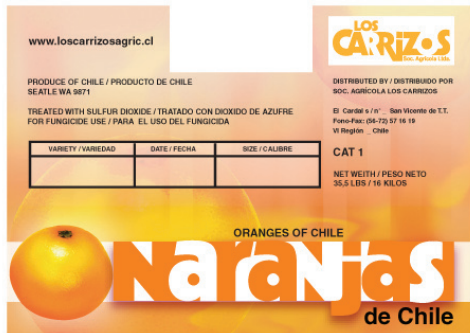 www.loscarrizosagric.cl
LOS
CARRIZOS
Soc. Agrícola Ltda.
PRODUCE OF CHILE / PRODUCTO DE CHILE
SEATLE WA 9871
TREATED WITH SULFUR DIOXIDE / TRATADO CON DIOXIDO DE AZUFRE
FOR FUNGICIDE USE / PARA EL USO DEL FUNGICIDA
DISTRIBUTED BY / DISTRIBUIDO POR
SOC. AGRÍCOLA LOS CARRIZOS
El Cardal s / n° _ San Vicente de T.T.
Fono-Fax: (56-72) 57 16 19
VI Región _ Chile
CAT 1
NET WEITH / PESO NETO
35,5 LBS / 16 KILOS
VARIETY / VARIEDAD DATE / FECHA SIZE / CALIBRE
ORANGES OF CHILE
NaraNjas
de Chile